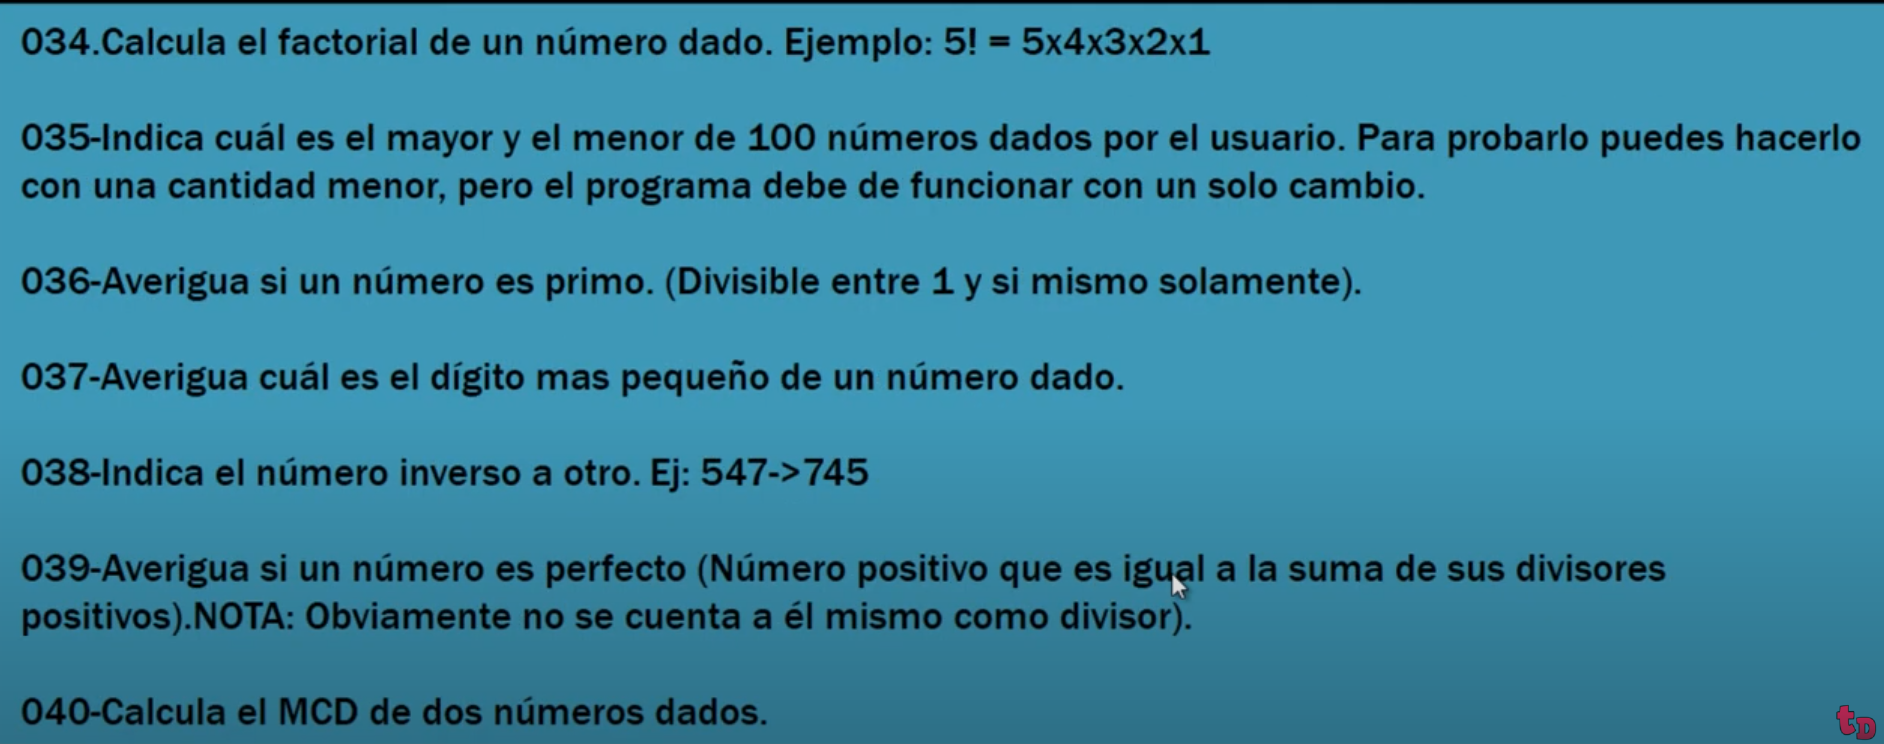 034.Calcula el factorial de un número dado. Ejemplo: 5! = 5x4x3x2x1
035-Indica cuál es el mayor y el menor de 100 números dados por el usuario. Para probarlo puedes hacerlo
con una cantidad menor, pero el programa debe de funcionar con un solo cambio.
036-Averigua si un número es primo. (Divisible entre 1 y si mismo solamente).
037-Averigua cuál es el dígito mas pequeño de un número dado.
038-Indica el número inverso a otro. Ej: 547->745
039-Averigua si un número es perfecto (Número positivo que es igual a la suma de sus divisores
positivos).NOTA: Obviamente no se cuenta a él mismo como divisor).
040-Calcula el MCD de dos números dados.
tD